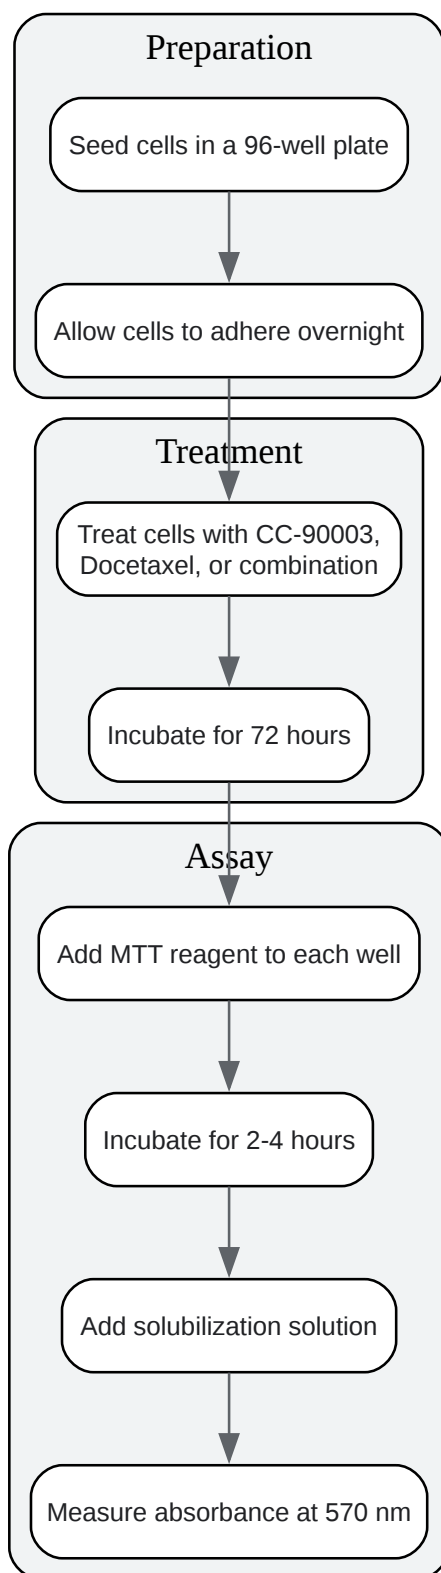 Preparation
Seed cells in a 96-well plate
Allow cells to adhere overnight
Treatment
Treat cells with CC-90003,
Docetaxel, or combination
Incubate for 72 hours
Assay
Add MTT reagent to each well
Incubate for 2-4 hours
Add solubilization solution
Measure absorbance at 570 nm